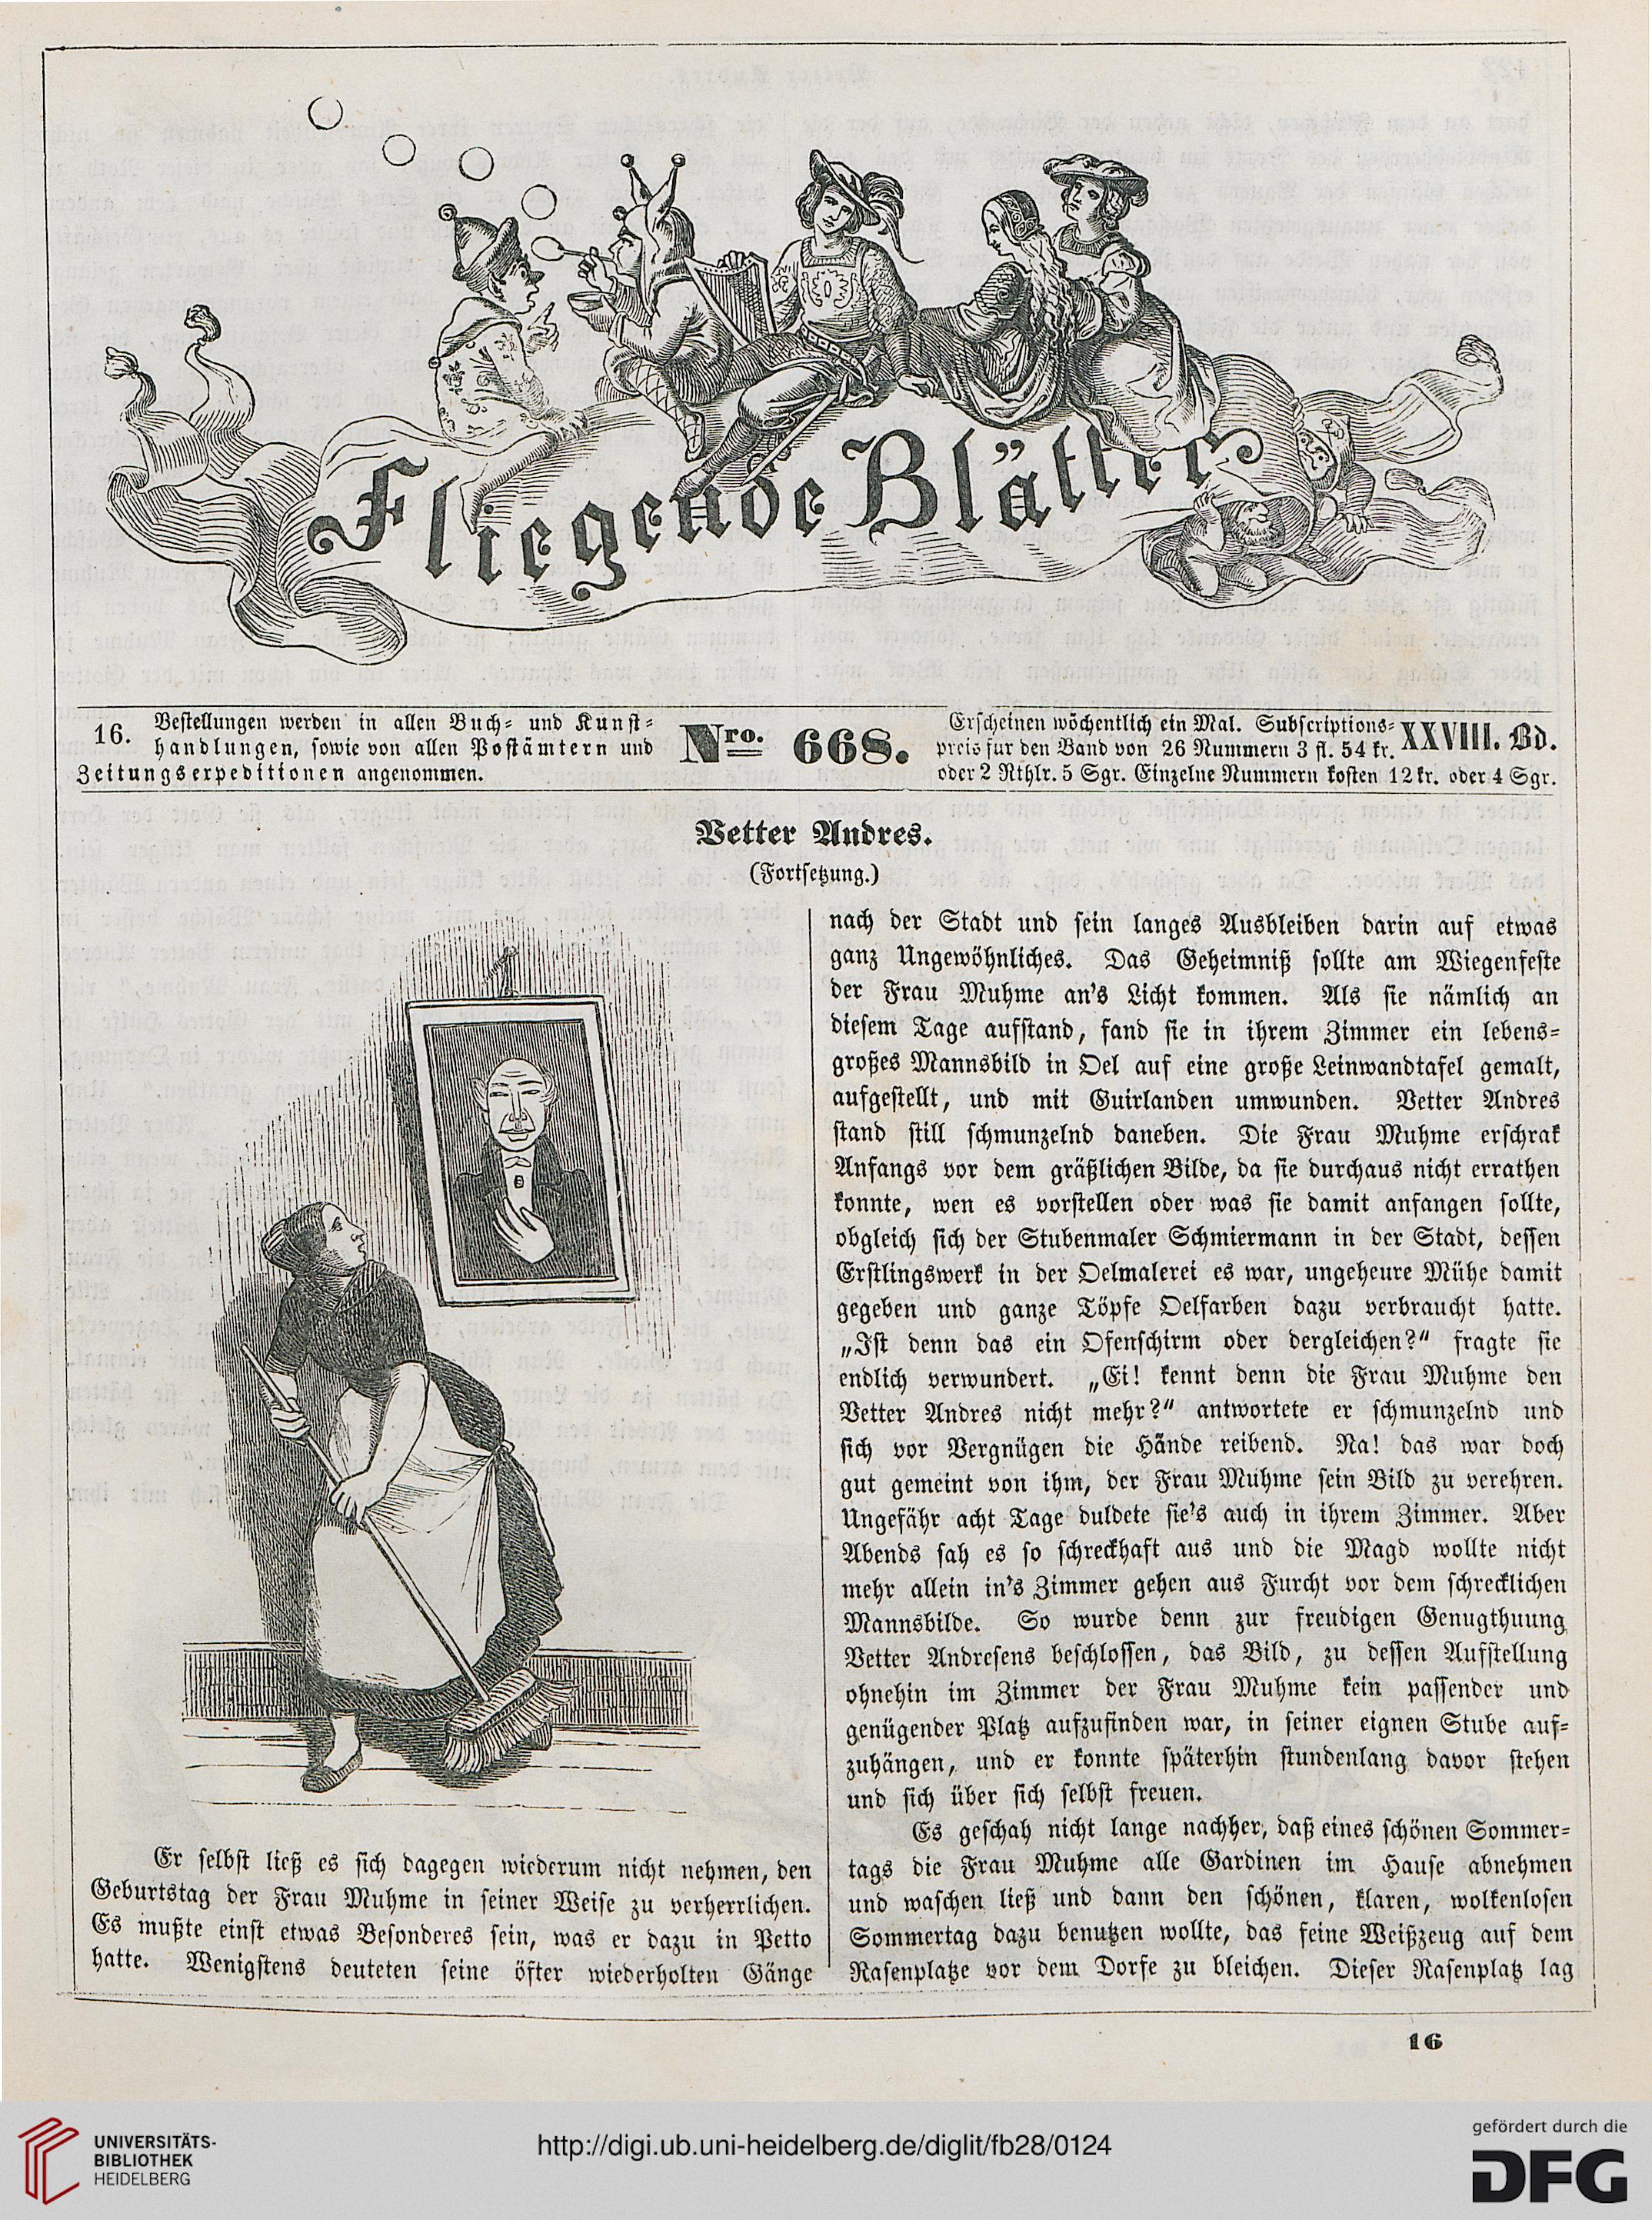 Fliegende Blätter
16. Bestellungen werden in allen Buch- und Kunst-
handlungen, sowie von allen Postämtern und
Zeitungsexpeditionen angenommen.
Nro. 668.
Erscheinen wöchentlich ein Mal. Subscriptions-
preis für den Band von 26 Nummern 3 fl. 54 kr.
oder 2 Rthlr. 5 Sgr. Einzelne Nummern kosten 12 kr. oder 4 Sgr.
XXVIII. Bd.
Vetter Andres.
(Fortsetzung.)
Er selbst ließ es sich dagegen wiederum nicht nehmen, den
Geburtstag der Frau Muhme in seiner Weise zu verherrlichen.
Es mußte einst etwas Besonderes sein, was er dazu in Petto
hatte. Wenigstens deuteten seine öfter wiederholten Gänge
nach der Stadt und sein langes Ausbleiben darin auf etwas
ganz Ungewöhnliches. Das Geheimniß sollte am Wiegenfeste
der Frau Muhme an's Licht kommen. Als sie nämlich an
diesem Tage aufstand, fand sie in ihrem Zimmer ein lebens-
großes Mannsbild in Oel auf eine große Leinwandtafel gemalt,
aufgestellt, und mit Guirlanden umwunden. Vetter Andres
stand still schmunzelnd daneben. Die Frau Muhme erschrak
Anfangs vor dem gräßlichen Bilde, da sie durchaus nicht errathen
konnte, wen es vorstellen oder was sie damit anfangen sollte,
obgleich sich der Stubenmaler Schmiermann in der Stadt, dessen
Erstlingswerk in der Oelmalerei es war, ungeheure Mühe damit
gegeben und ganze Töpfe Oelfarben dazu verbraucht hatte.
„Ist denn das ein Ofenschirm oder dergleichen?“ fragte sie
endlich verwundert. „Ei! kennt denn die Frau Muhme den
Vetter Andres nicht mehr?“ antwortete er schmunzelnd und
sich vor Vergnügen die Hände reibend. Na! das war doch
gut gemeint von ihm, der Frau Muhme sein Bild zu verehren.
Ungefähr acht Tage duldete sie's auch in ihrem Zimmer. Aber
Abends sah es so schreckhaft aus und die Magd wollte nicht
mehr allein in's Zimmer gehen aus Furcht vor dem schrecklichen
Mannsbilde. So wurde denn zur freudigen Genugthuung
Vetter Andresens beschlossen, das Bild, zu dessen Aufstellung
ohnehin im Zimmer der Frau Muhme kein passender und
genügender Platz aufzufinden war, in seiner eignen Stube auf-
zuhängen, und er konnte späterhin stundenlang davor stehen
und sich über sich selbst freuen.
Es geschah nicht lange nachher, daß eines schönen Sommer-
tags die Frau Muhme alle Gardinen im Hause abnehmen
und waschen ließ und dann den schönen, klaren, wolkenlosen
Sommertag dazu benutzen wollte, das feine Weißzeug auf dem
Rasenplatze vor dem Dorfe zu bleichen. Dieser Rasenplatz lag
16
UNIVERSITÄTS-
BIBLIOTHEK
HEIDELBERG
http://digi.ub.uni-heidelberg.de/diglit/fb28/0124
gefördert durch die
DFG